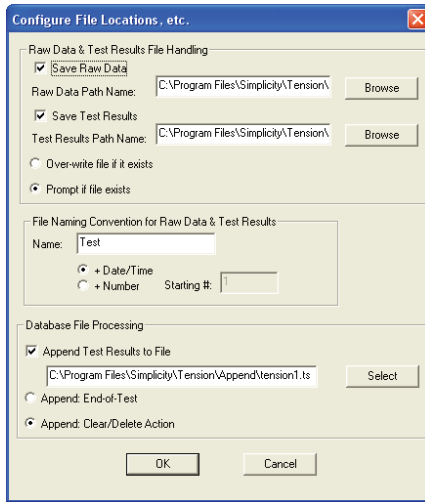 Configure File Locations, etc.
Raw Data & Test Results File Handling
Save Raw Data
Raw Data Path Name: C:\Program Files\Simplicity\Tension\ Browse
Save Test Results
Test Results Path Name: C:\Program Files\Simplicity\Tension\ Browse
Over-write file if it exists
Prompt if file exists
File Naming Convention for Raw Data & Test Results
Name: Test
+ Date/Time
+ Number Starting #: 1
Database File Processing
Append Test Results to File
C:\Program Files\Simplicity\Tension\Append\tension1.ts Select
Append: End-of-Test
Append: Clear/Delete Action
OK Cancel